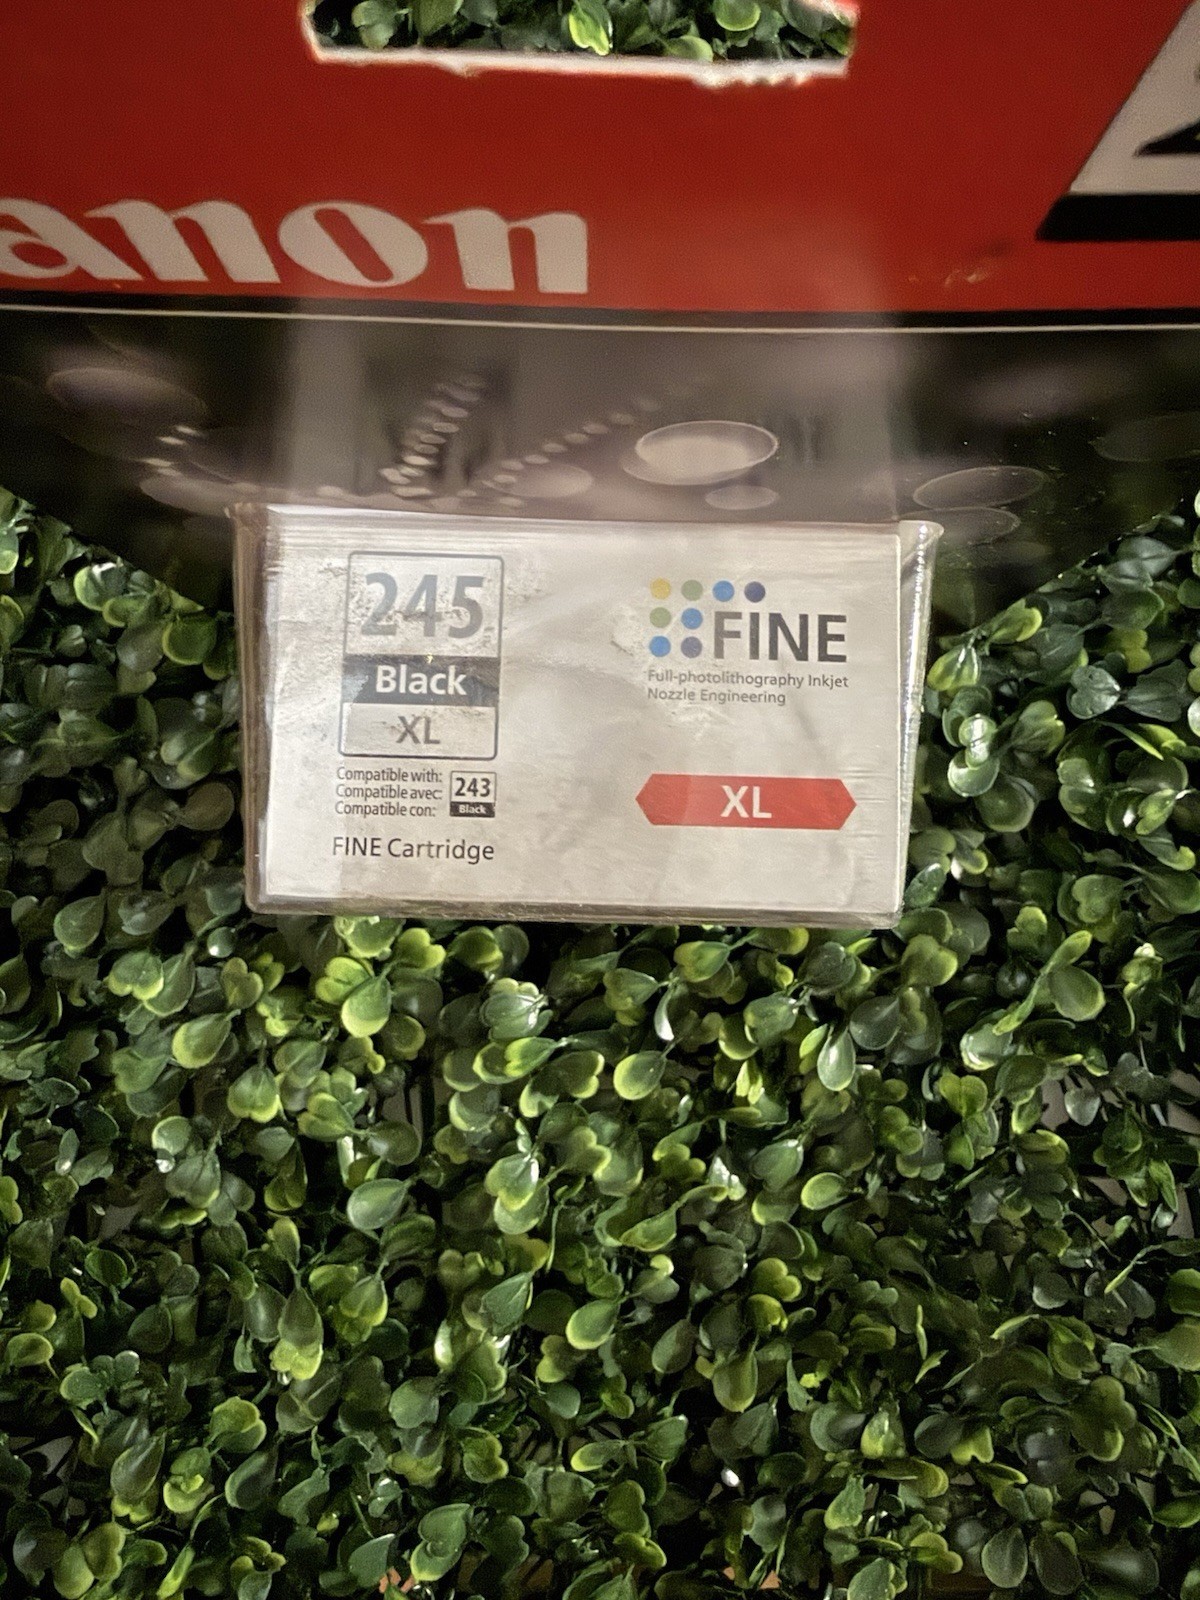 anon
245
Black
XL
Compatible with:
Compatible avec:
Compatible con:
243
Black
FINE Cartridge
FINE
Full-photolithography Inkjet
Nozzle Engineering
XL